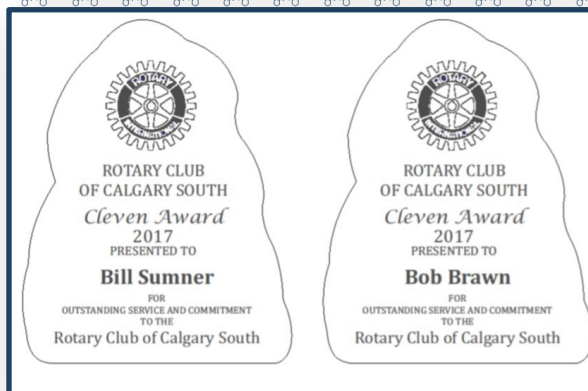 ROTARY
INTERNATIONAL
ROTARY CLUB
OF CALGARY SOUTH
Cleven Award
2017
PRESENTED TO
Bill Sumner
FOR
OUTSTANDING SERVICE AND COMMITMENT
TO THE
Rotary Club of Calgary South
ROTARY
INTERNATIONAL
ROTARY CLUB
OF CALGARY SOUTH
Cleven Award
2017
PRESENTED TO
Bob Brawn
FOR
OUTSTANDING SERVICE AND COMMITMENT
TO THE
Rotary Club of Calgary South